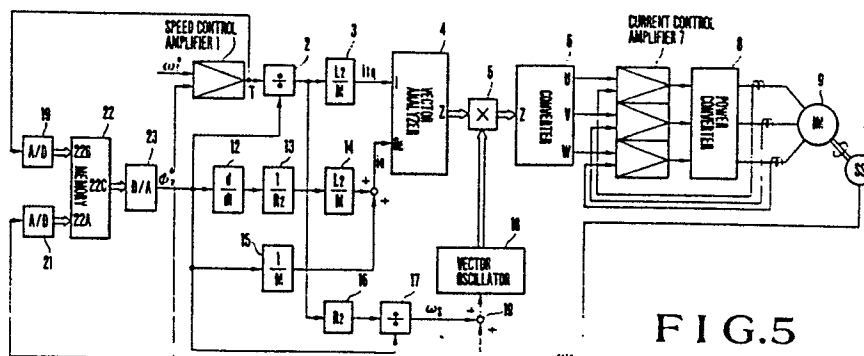 SPEED CONTROL
AMPLIFIER 1
2
3
4
5
6
CURRENT CONTROL
AMPLIFIER 7
8
9
÷
L2
M
VECTOR
ANALYZER
Z
×
Z
CONVERTER
U
V
W
POWER
CONVERTER
IM
SS
19
22
23
A/D
22B
MEMORY
22C
22A
D/A
A/D
21
12
13
14
d
dt
1
R2
L2
M
15
1
M
16
17
R2
÷
ωs
18
VECTOR
OSCILLATOR
FIG.5